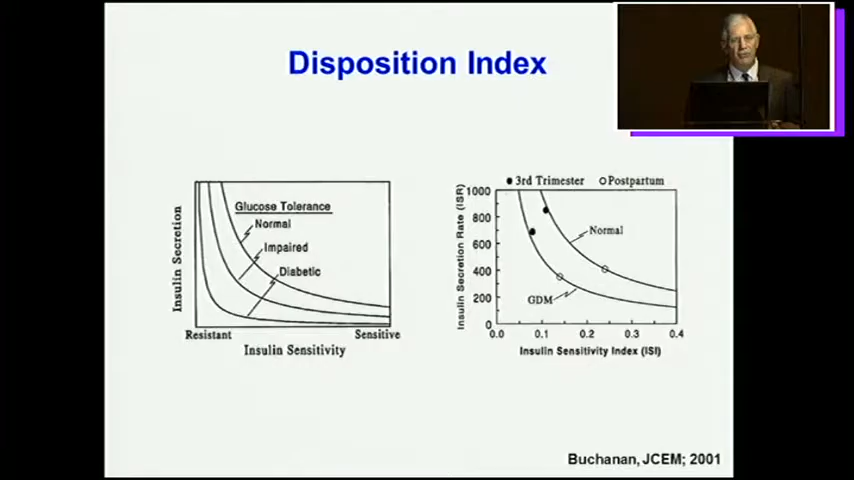 Disposition Index
Glucose Tolerance
Normal
Impaired
Diabetic
Insulin Secretion
Resistant
Sensitive
Insulin Sensitivity
3rd Trimester
Postpartum
1000
800
600
400
200
0
Normal
GDM
Insulin Secretion Rate (ISR)
0.0 0.1 0.2 0.3 0.4
Insulin Sensitivity Index (ISI)
Buchanan, JCEM; 2001